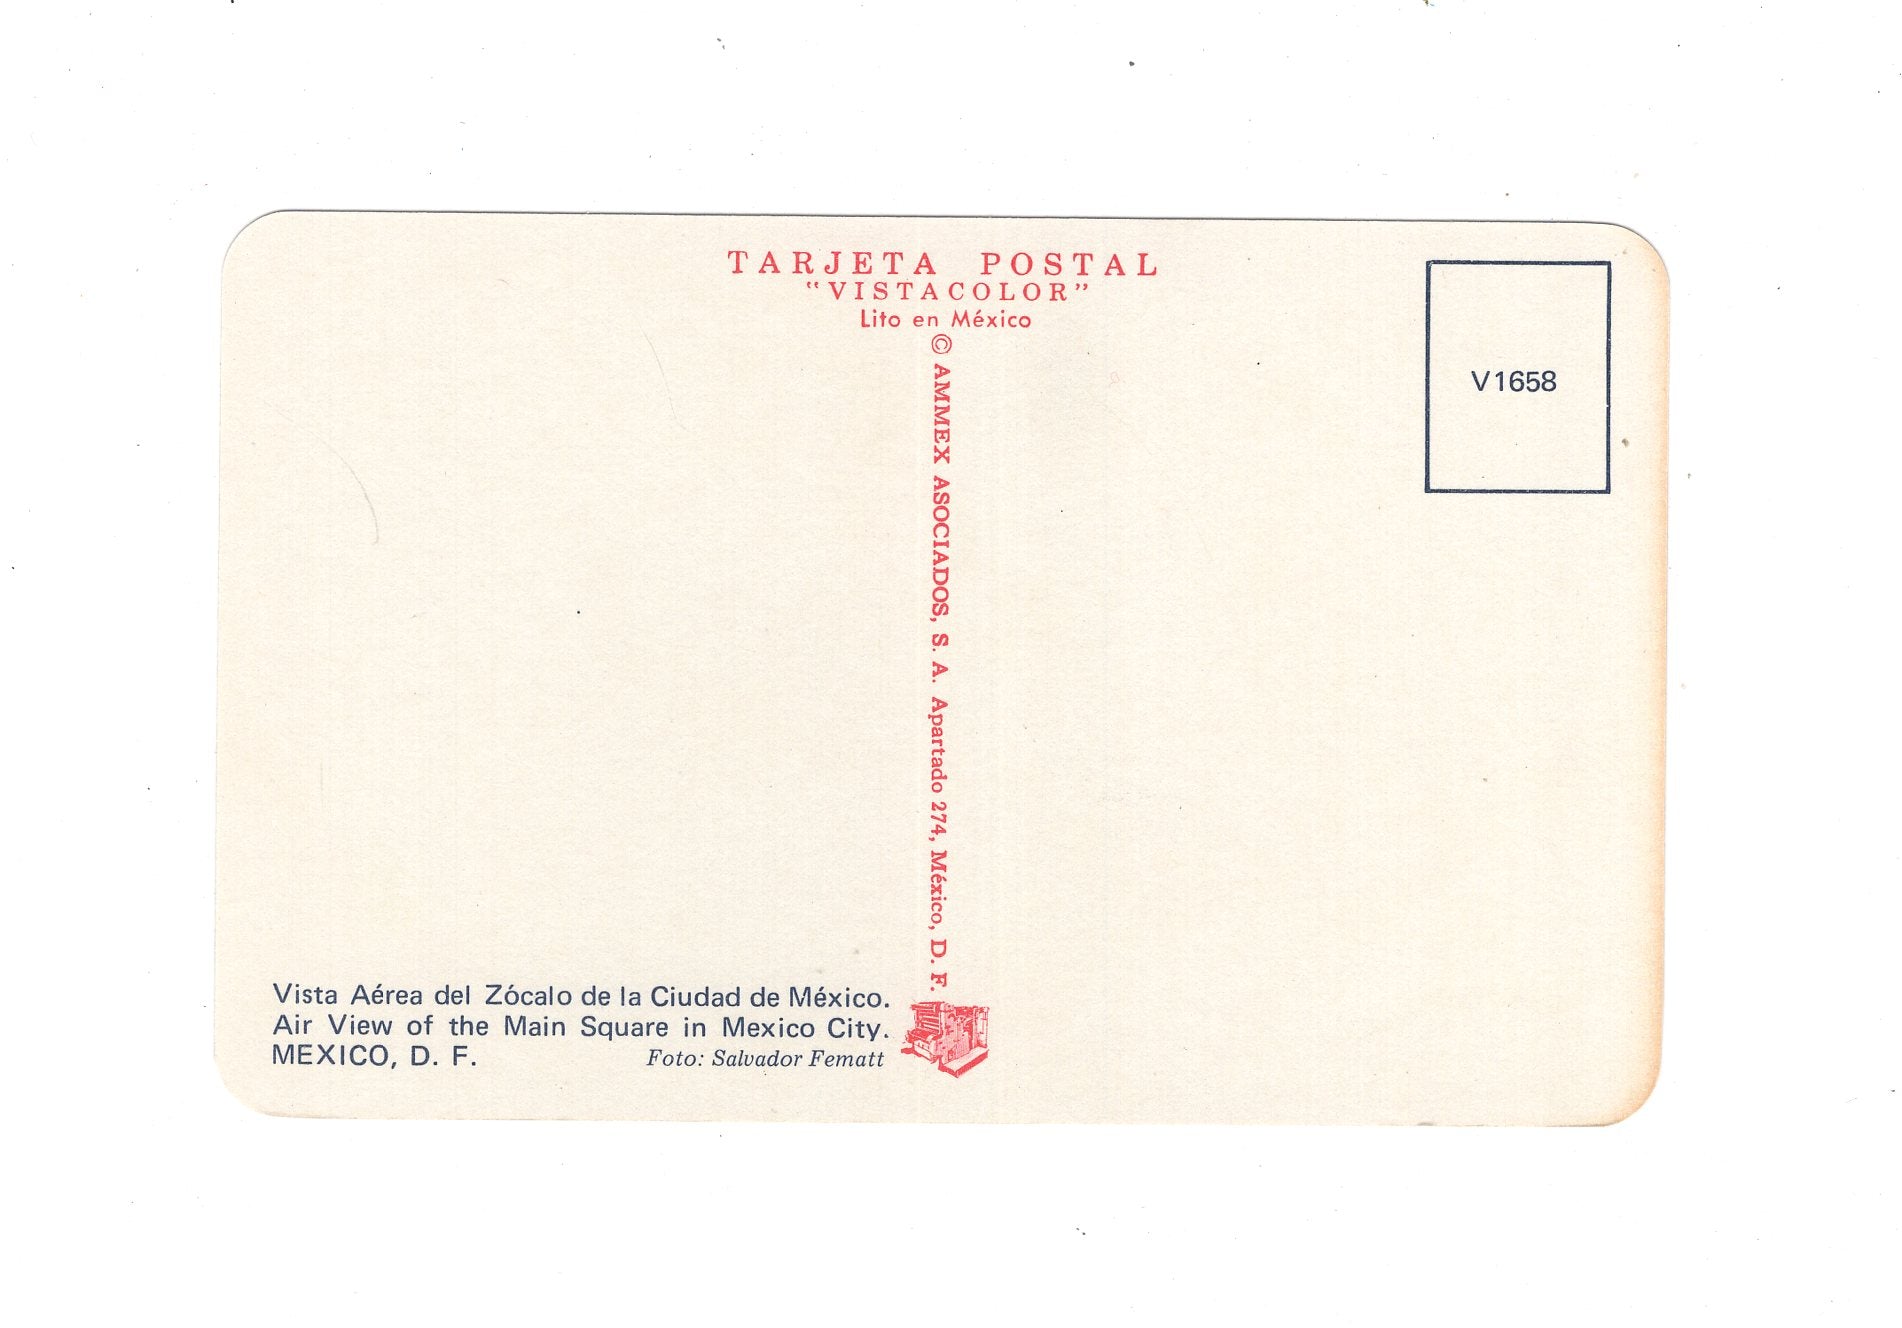 TARJETA POSTAL
“VISTACOLOR”
Lito en México
© AMMEX ASOCIADOS, S. A. Apartado 274, México, D. F.
V1658
Vista Aérea del Zócalo de la Ciudad de México.
Air View of the Main Square in Mexico City.
MEXICO, D. F. Foto: Salvador Fematt